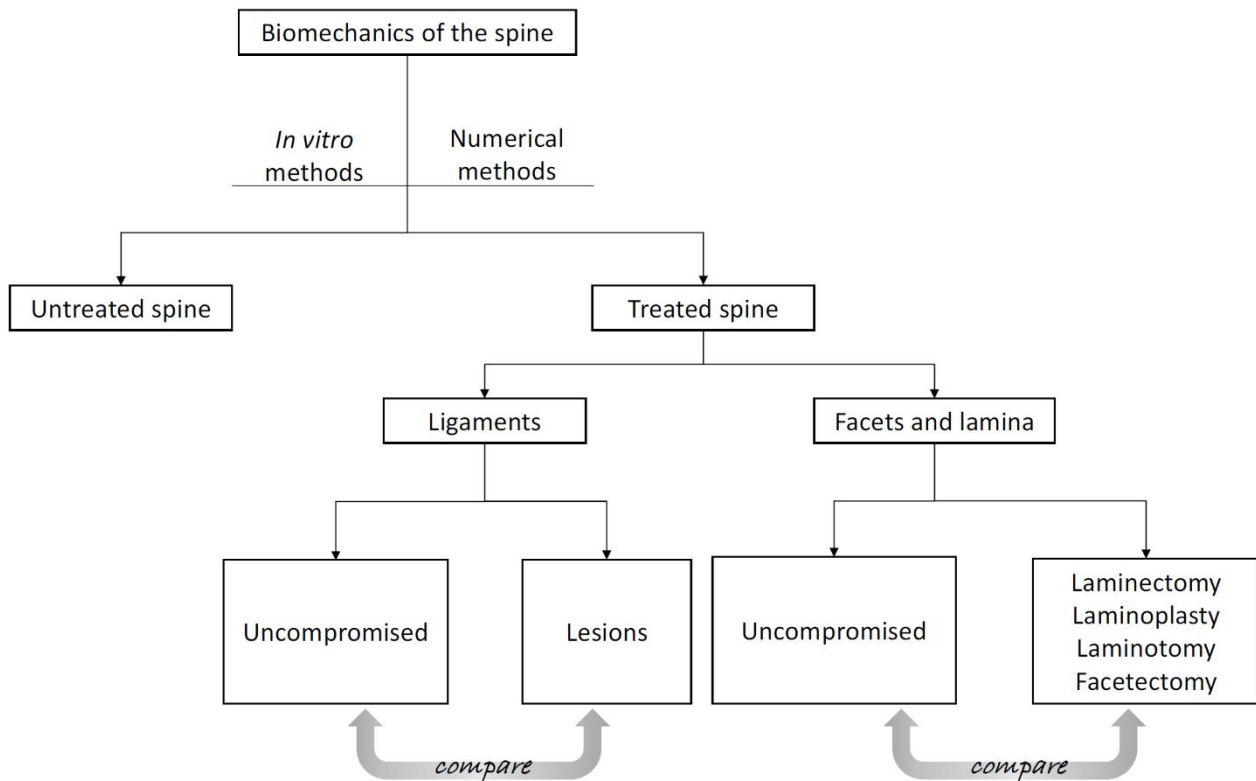 Biomechanics of the spine
In vitro
methods
Numerical
methods
Untreated spine
Treated spine
Ligaments
Facets and lamina
Uncompromised
Lesions
Uncompromised
Laminectomy
Laminoplasty
Laminotomy
Facetectomy
compare
compare